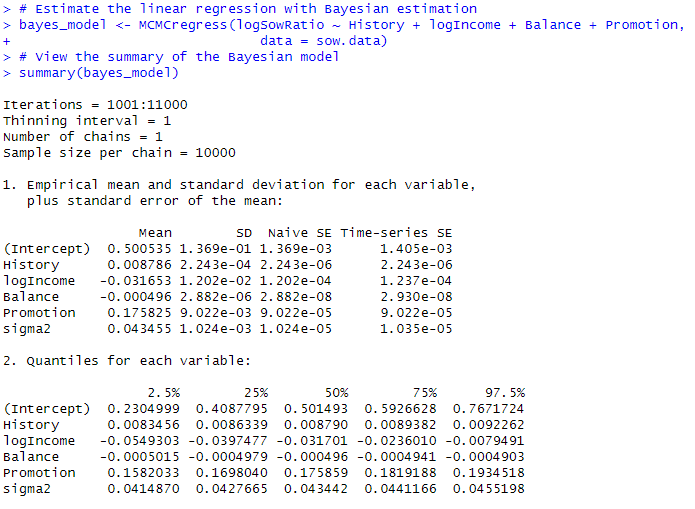 > # Estimate the linear regression with Bayesian estimation
> bayes_model <- MCMCregress(logSowRatio ~ History + logIncome + Balance + Promotion,
+                            data = sow.data)
> # View the summary of the Bayesian model
> summary(bayes_model)

Iterations = 1001:11000
Thinning interval = 1
Number of chains = 1
Sample size per chain = 10000

1. Empirical mean and standard deviation for each variable,
   plus standard error of the mean:

                 Mean        SD  Naive SE Time-series SE
(Intercept)  0.500535 1.369e-01 1.369e-03      1.405e-03
History      0.008786 2.243e-04 2.243e-06      2.243e-06
logIncome   -0.031653 1.202e-02 1.202e-04      1.237e-04
Balance     -0.000496 2.882e-06 2.882e-08      2.930e-08
Promotion    0.175825 9.022e-03 9.022e-05      9.022e-05
sigma2       0.043455 1.024e-03 1.024e-05      1.035e-05

2. Quantiles for each variable:

                  2.5%        25%       50%        75%      97.5%
(Intercept)  0.2304999  0.4087795  0.501493  0.5926628  0.7671724
History      0.0083456  0.0086339  0.008790  0.0089382  0.0092262
logIncome   -0.0549303 -0.0397477 -0.031701 -0.0236010 -0.0079491
Balance     -0.0005015 -0.0004979 -0.000496 -0.0004941 -0.0004903
Promotion    0.1582033  0.1698040  0.175859  0.1819188  0.1934518
sigma2       0.0414870  0.0427665  0.043442  0.0441166  0.0455198